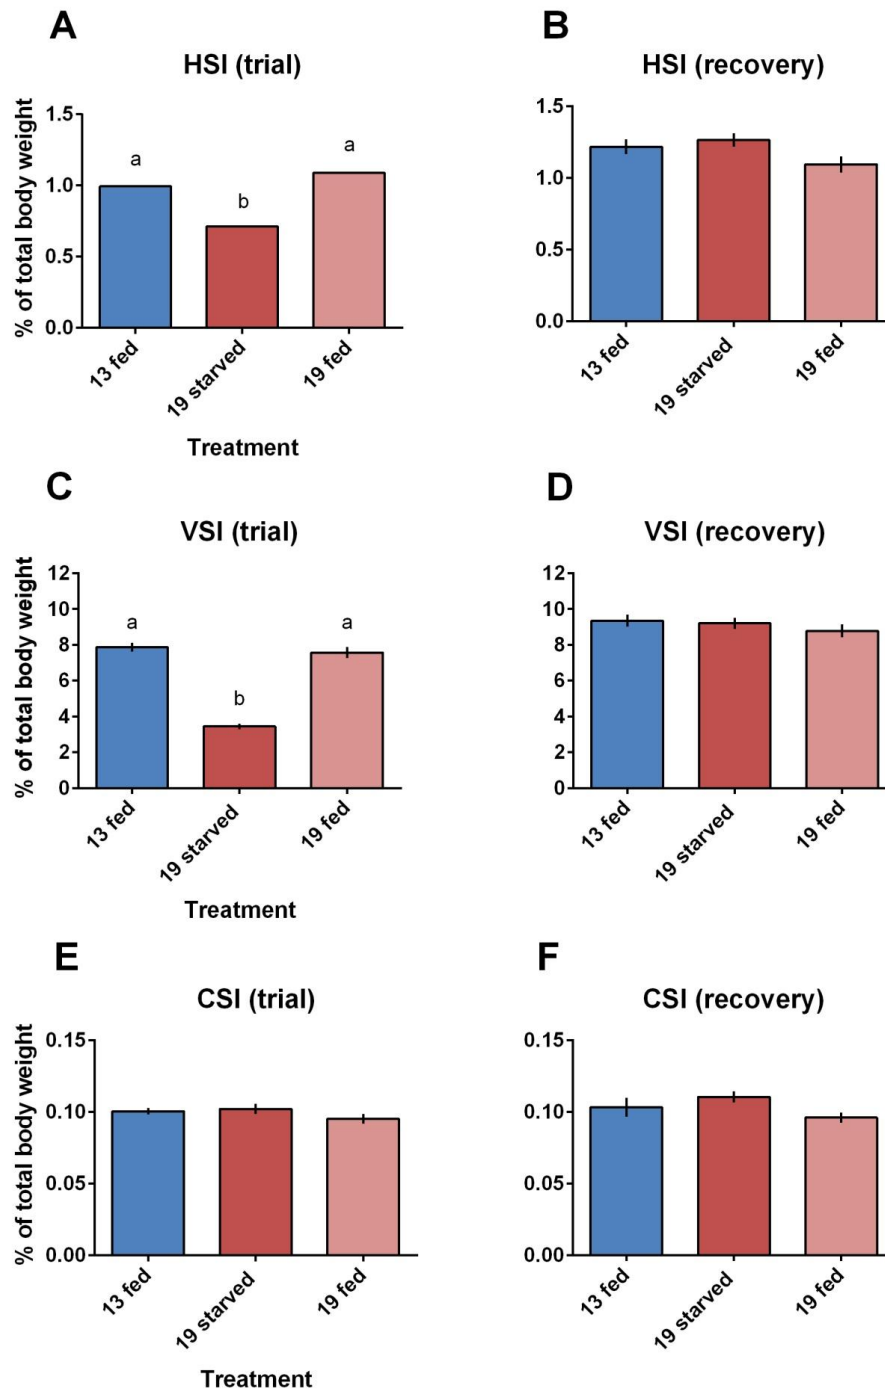 A
HSI (trial)
% of total body weight
1.5
1.0
0.5
0.0
a
b
a
13 fed
19 starved
19 fed
Treatment
B
HSI (recovery)
1.5
1.0
0.5
0.0
13 fed
19 starved
19 fed
C
VSI (trial)
% of total body weight
12
10
8
6
4
2
0
a
b
a
13 fed
19 starved
19 fed
Treatment
D
VSI (recovery)
12
10
8
6
4
2
0
13 fed
19 starved
19 fed
E
CSI (trial)
% of total body weight
0.15
0.10
0.05
0.00
13 fed
19 starved
19 fed
Treatment
F
CSI (recovery)
0.15
0.10
0.05
0.00
13 fed
19 starved
19 fed